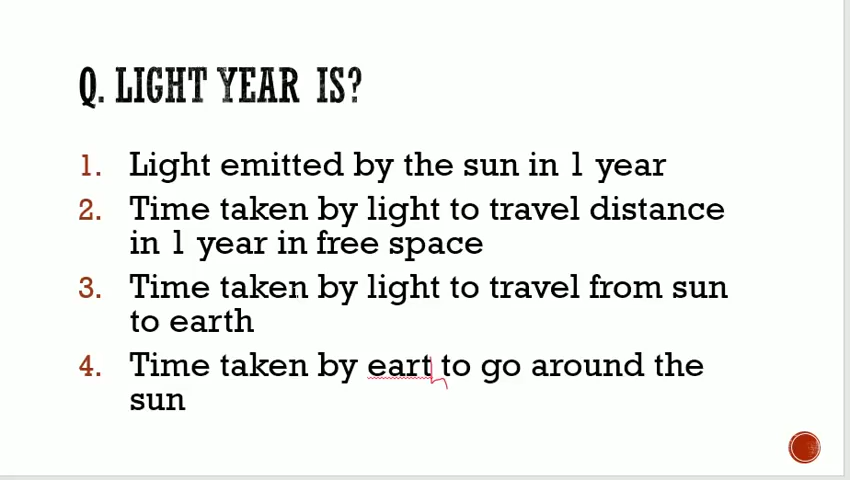 Q. LIGHT YEAR IS?
1. Light emitted by the sun in 1 year
2. Time taken by light to travel distance
in 1 year in free space
3. Time taken by light to travel from sun
to earth
4. Time taken by eart to go around the
sun